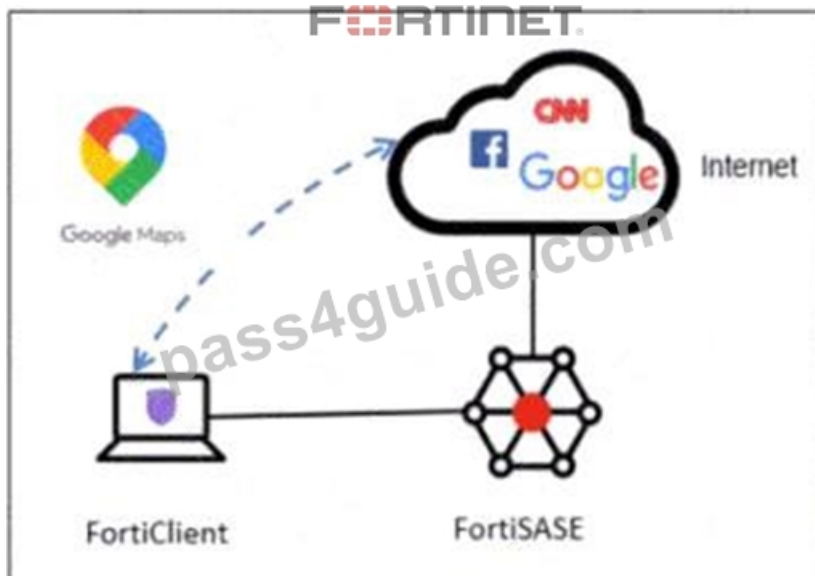 FORTINET
CNN
f
Google
Internet
Google Maps
pass4guide.com
FortiClient
FortiSASE